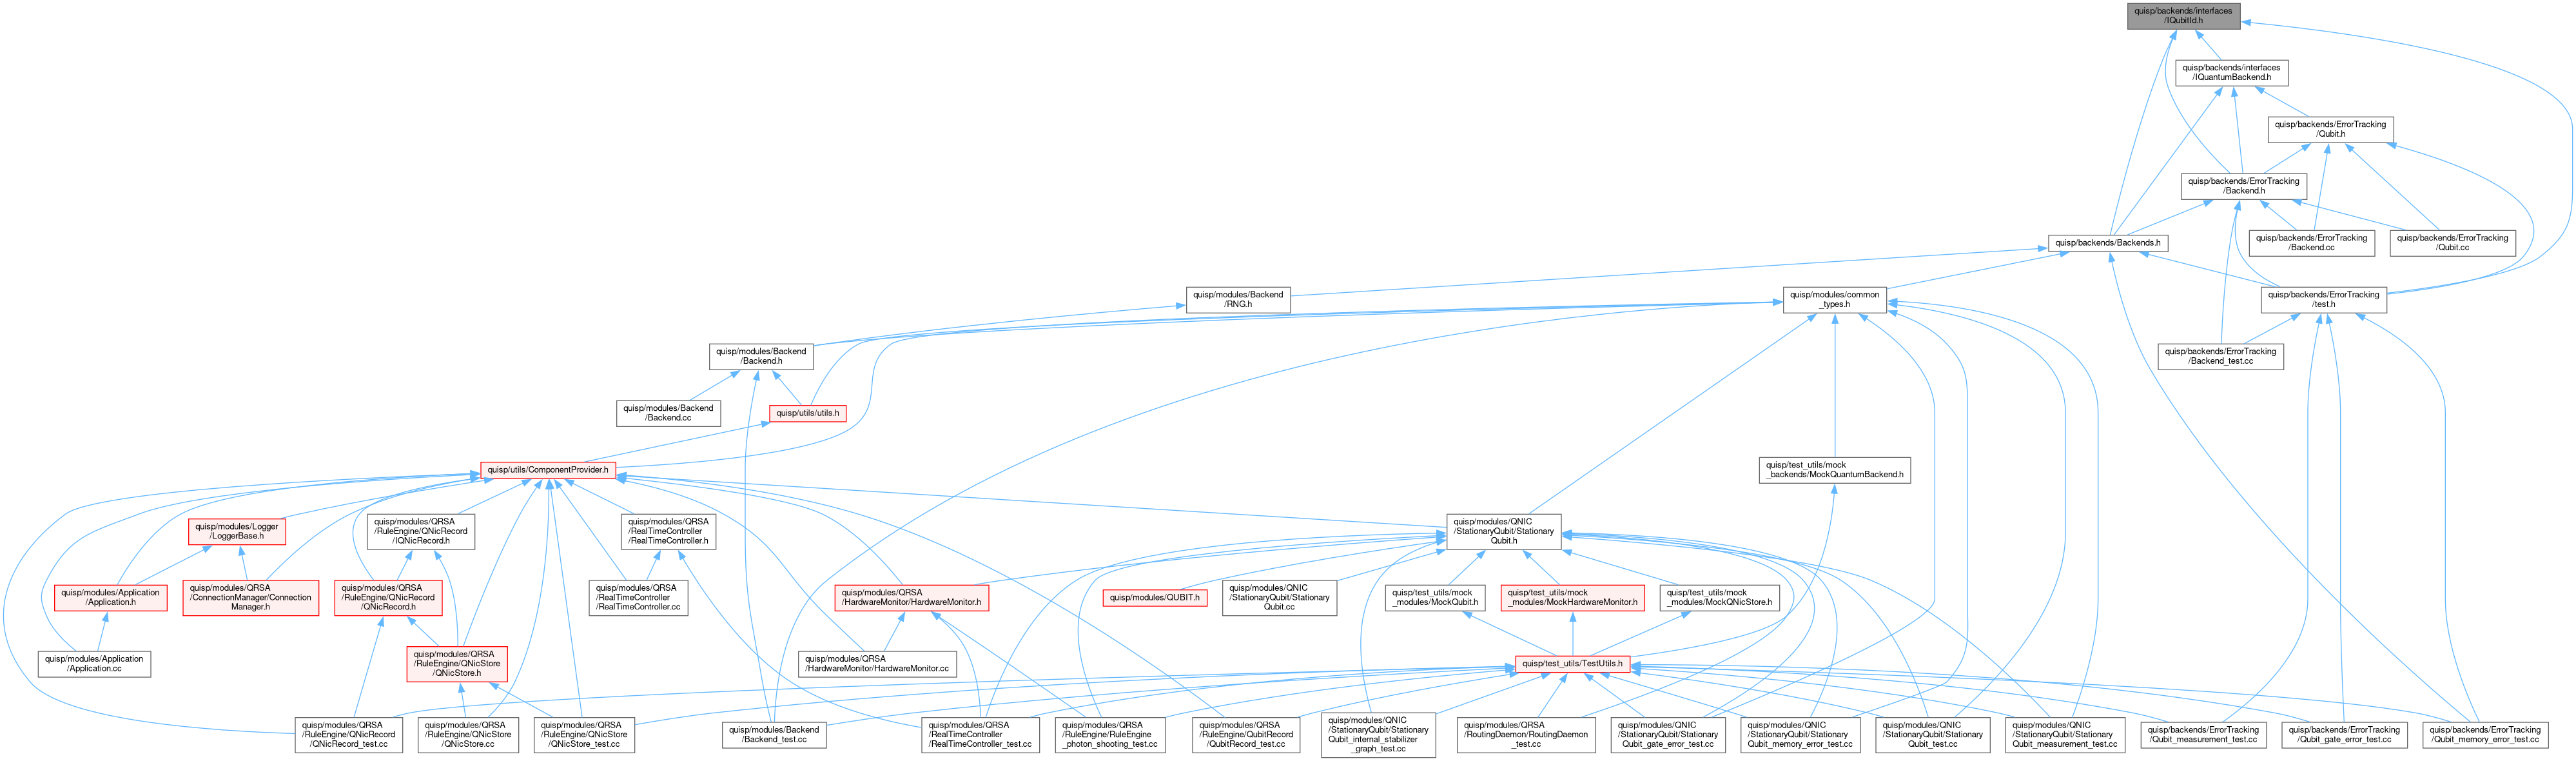 quisp/backends/interfaces
/IQubitId.h
quisp/backends/interfaces
/IQuantumBackend.h
quisp/backends/ErrorTracking
/Qubit.h
quisp/backends/ErrorTracking
/Backend.h
quisp/backends/Backends.h
quisp/backends/ErrorTracking
/Backend.cc
quisp/backends/ErrorTracking
/Qubit.cc
quisp/modules/Backend
/RNG.h
quisp/modules/common
_types.h
quisp/backends/ErrorTracking
/test.h
quisp/modules/Backend
/Backend.h
quisp/backends/ErrorTracking
/Backend_test.cc
quisp/modules/Backend
/Backend.cc
quisp/utils/utils.h
quisp/utils/ComponentProvider.h
quisp/test_utils/mock
_backends/MockQuantumBackend.h
quisp/modules/Logger
/LoggerBase.h
quisp/modules/QRSA
/RuleEngine/QNicRecord
/IQNicRecord.h
quisp/modules/QRSA
/RealTimeController
/RealTimeController.h
quisp/modules/QNIC
/StationaryQubit/Stationary
Qubit.h
quisp/modules/Application
/Application.h
quisp/modules/QRSA
/ConnectionManager/Connection
Manager.h
quisp/modules/QRSA
/RuleEngine/QNicRecord
/QNicRecord.h
quisp/modules/QRSA
/RealTimeController
/RealTimeController.cc
quisp/modules/QRSA
/HardwareMonitor/HardwareMonitor.h
quisp/modules/QUBIT.h
quisp/modules/QNIC
/StationaryQubit/Stationary
Qubit.cc
quisp/test_utils/mock
_modules/MockQubit.h
quisp/test_utils/mock
_modules/MockHardwareMonitor.h
quisp/test_utils/mock
_modules/MockQNicStore.h
quisp/modules/Application
/Application.cc
quisp/modules/QRSA
/RuleEngine/QNicStore
/QNicStore.h
quisp/modules/QRSA
/HardwareMonitor/HardwareMonitor.cc
quisp/test_utils/TestUtils.h
quisp/modules/QRSA
/RuleEngine/QNicRecord
/QNicRecord_test.cc
quisp/modules/QRSA
/RuleEngine/QNicStore
/QNicStore.cc
quisp/modules/QRSA
/RuleEngine/QNicStore
/QNicStore_test.cc
quisp/modules/Backend
/Backend_test.cc
quisp/modules/QRSA
/RealTimeController
/RealTimeController_test.cc
quisp/modules/QRSA
/RuleEngine/RuleEngine
_photon_shooting_test.cc
quisp/modules/QRSA
/RuleEngine/QubitRecord
/QubitRecord_test.cc
quisp/modules/QNIC
/StationaryQubit/Stationary
Qubit_internal_stabilizer
_graph_test.cc
quisp/modules/QRSA
/RoutingDaemon/RoutingDaemon
_test.cc
quisp/modules/QNIC
/StationaryQubit/Stationary
Qubit_gate_error_test.cc
quisp/modules/QNIC
/StationaryQubit/Stationary
Qubit_memory_error_test.cc
quisp/modules/QNIC
/StationaryQubit/Stationary
Qubit_test.cc
quisp/modules/QNIC
/StationaryQubit/Stationary
Qubit_measurement_test.cc
quisp/backends/ErrorTracking
/Qubit_measurement_test.cc
quisp/backends/ErrorTracking
/Qubit_gate_error_test.cc
quisp/backends/ErrorTracking
/Qubit_memory_error_test.cc